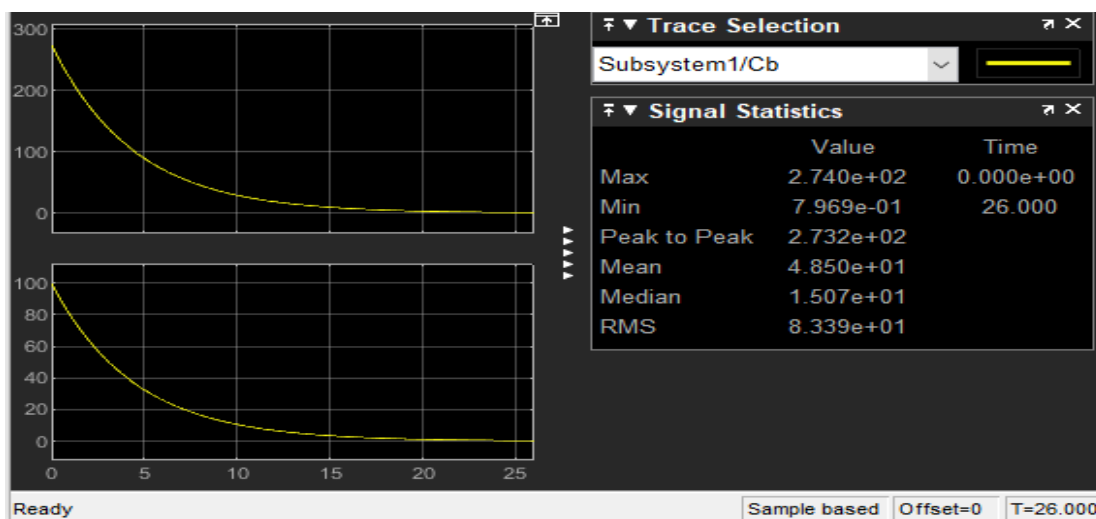 300
200
100
0
100
80
60
40
20
0
0 5 10 15 20 25
Trace Selection
Subsystem1/Cb
Signal Statistics
Value Time
Max 2.740e+02 0.000e+00
Min 7.969e-01 26.000
Peak to Peak 2.732e+02
Mean 4.850e+01
Median 1.507e+01
RMS 8.339e+01
Ready Sample based Offset=0 T=26.000